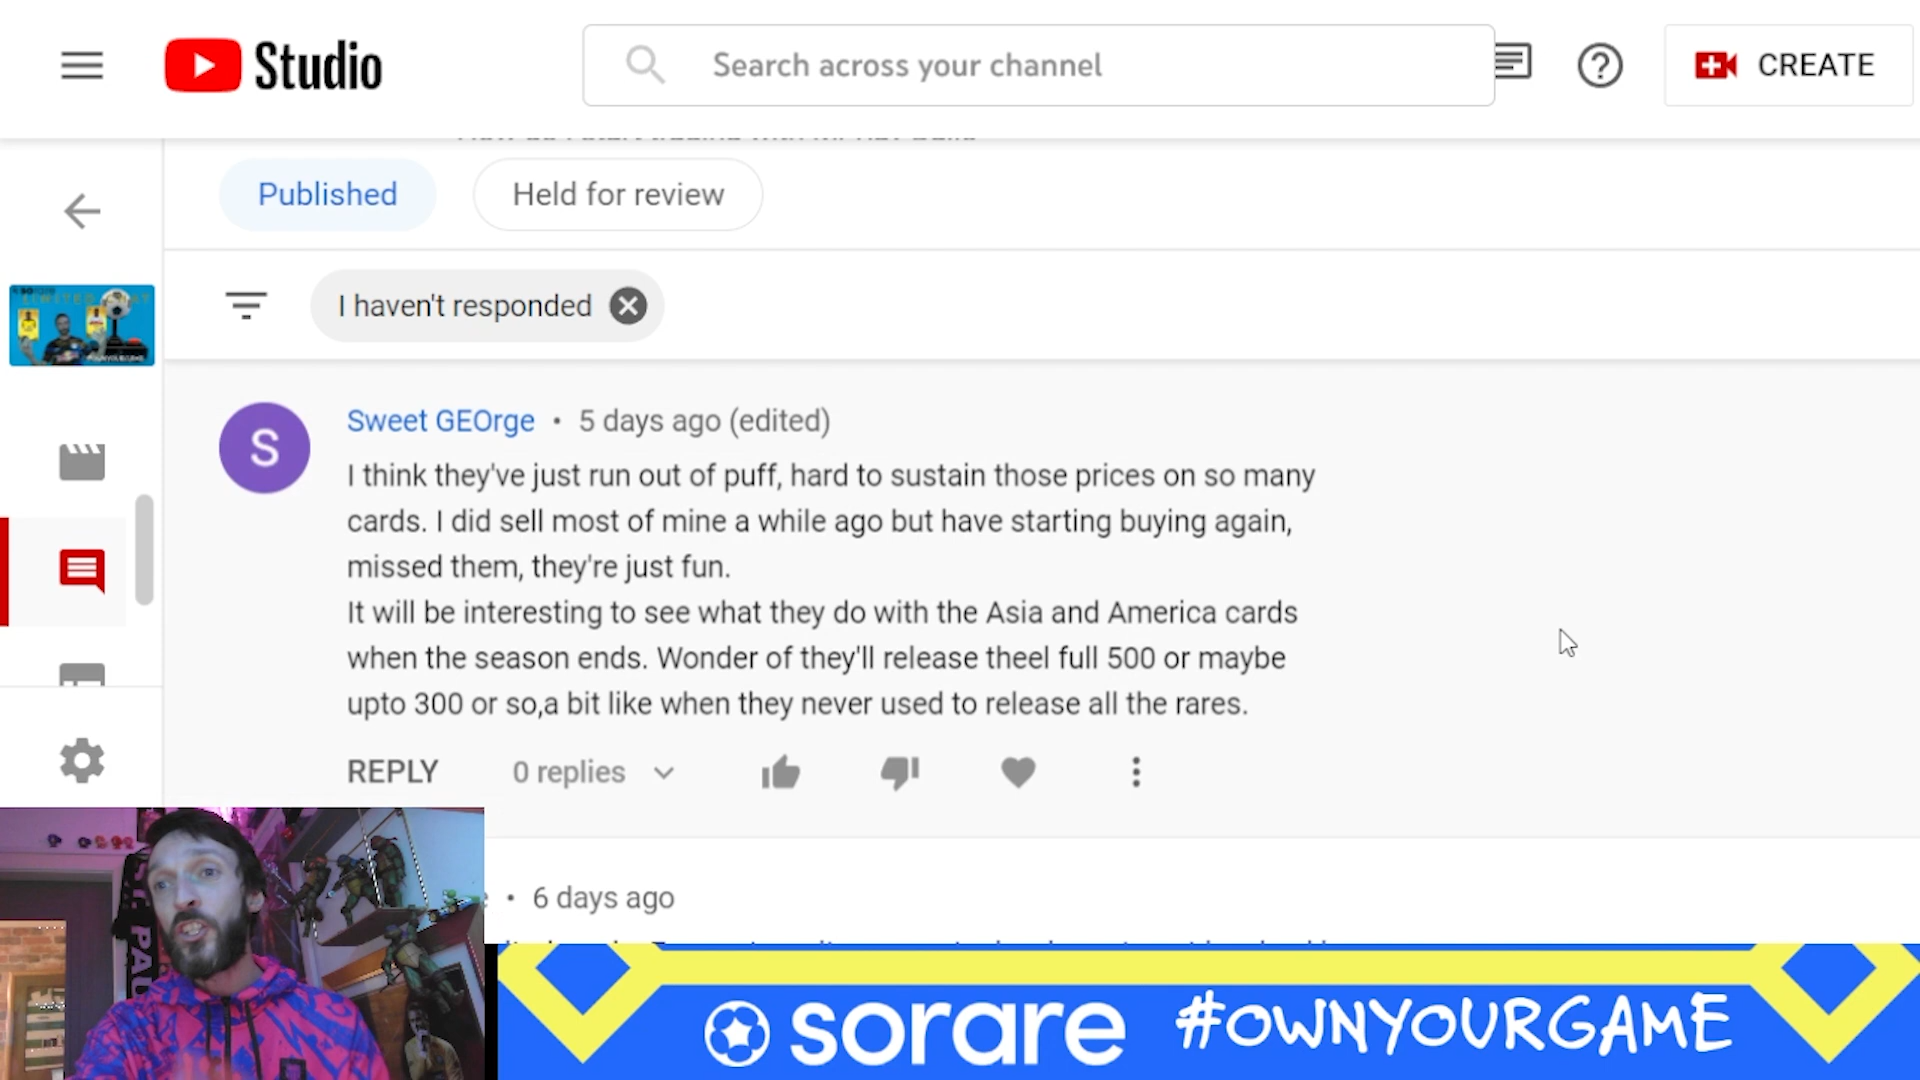 Studio
Search across your channel
CREATE
Published
Held for review
I haven't responded
S
Sweet GEOrge • 5 days ago (edited)
I think they've just run out of puff, hard to sustain those prices on so many
cards. I did sell most of mine a while ago but have starting buying again,
missed them, they're just fun.
It will be interesting to see what they do with the Asia and America cards
when the season ends. Wonder of they'll release theel full 500 or maybe
upto 300 or so,a bit like when they never used to release all the rares.
REPLY
0 replies
• 6 days ago
sorare
#OWNYOURGAME